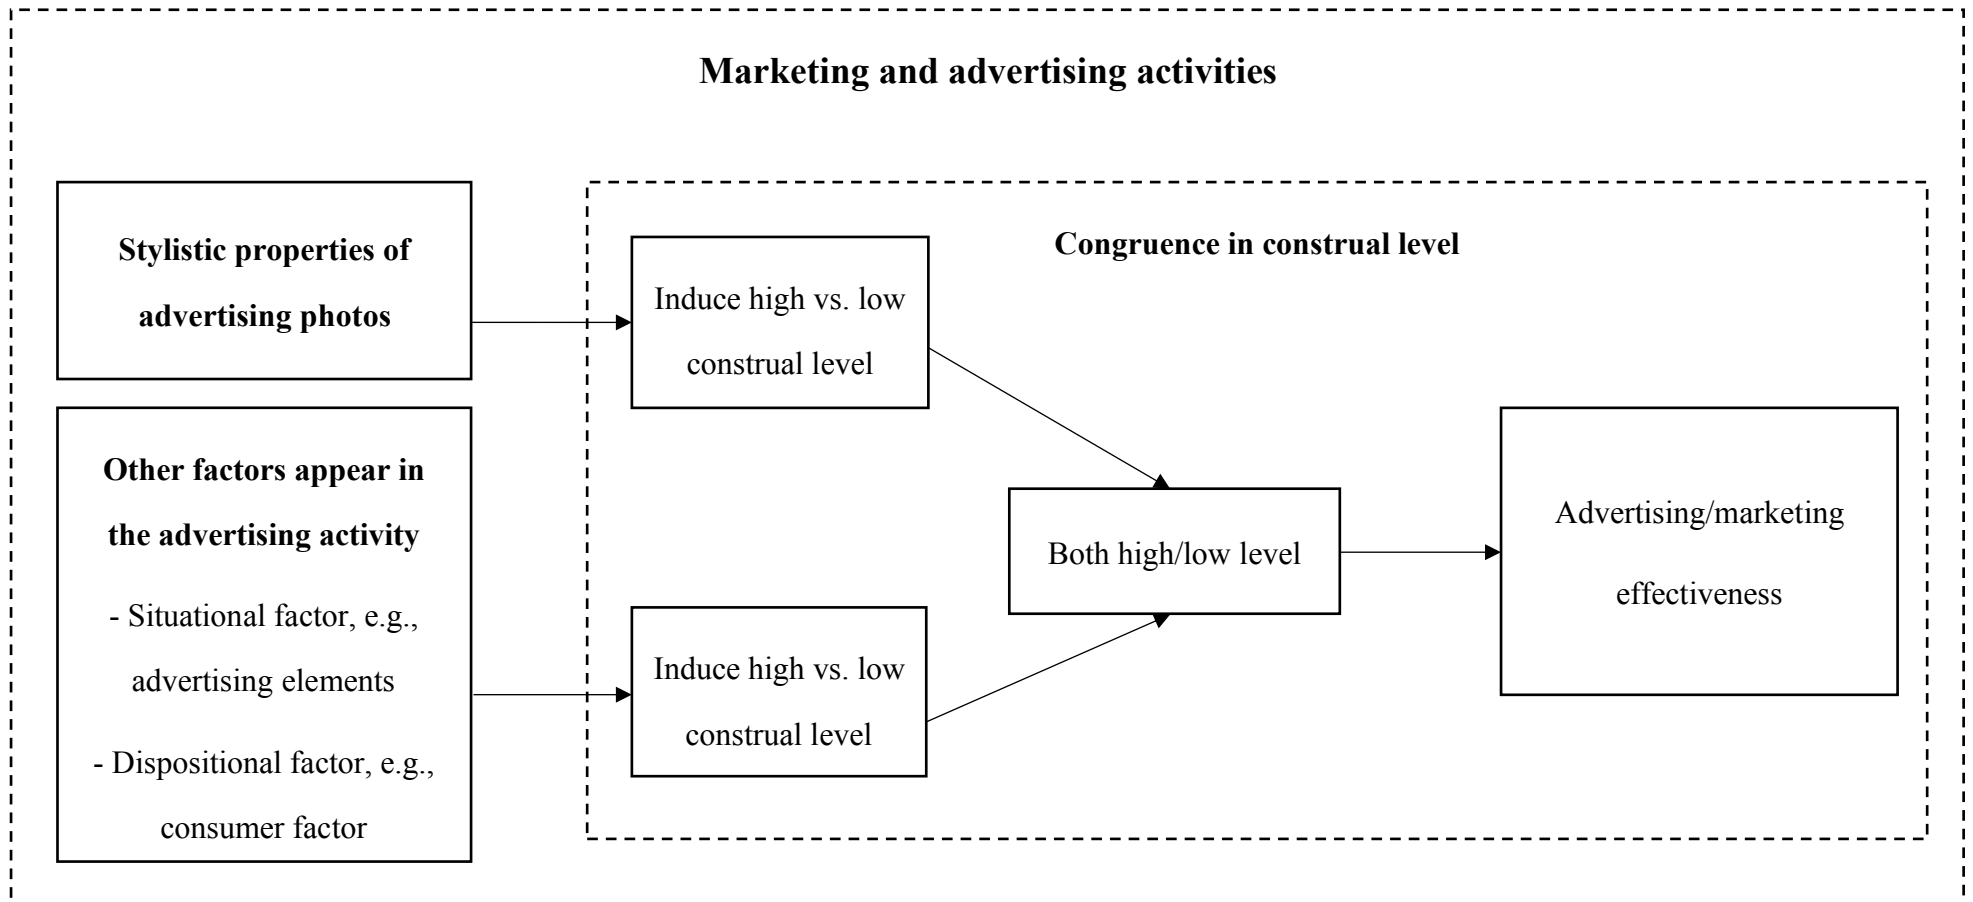 Marketing and advertising activities
Stylistic properties of
advertising photos
Other factors appear in
the advertising activity
- Situational factor, e.g.,
advertising elements
- Dispositional factor, e.g.,
consumer factor
Congruence in construal level
Induce high vs. low
construal level
Induce high vs. low
construal level
Both high/low level
Advertising/marketing
effectiveness